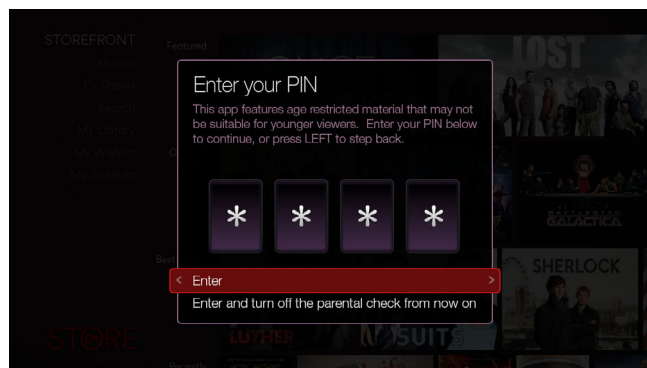 STOREFRONT
Movies
TV Shows
Search
My Library
My Wishlist
My Account
Featured
ONCE
LOST
Enter your PIN
This app features age restricted material that may not
be suitable for younger viewers. Enter your PIN below
to continue, or press LEFT to step back.
* * * *
BATTLESTAR
GALACTICA
Best
SHERLOCK
< Enter >
Enter and turn off the parental check from now on
STORE
LUTHER
SUITS
Recently